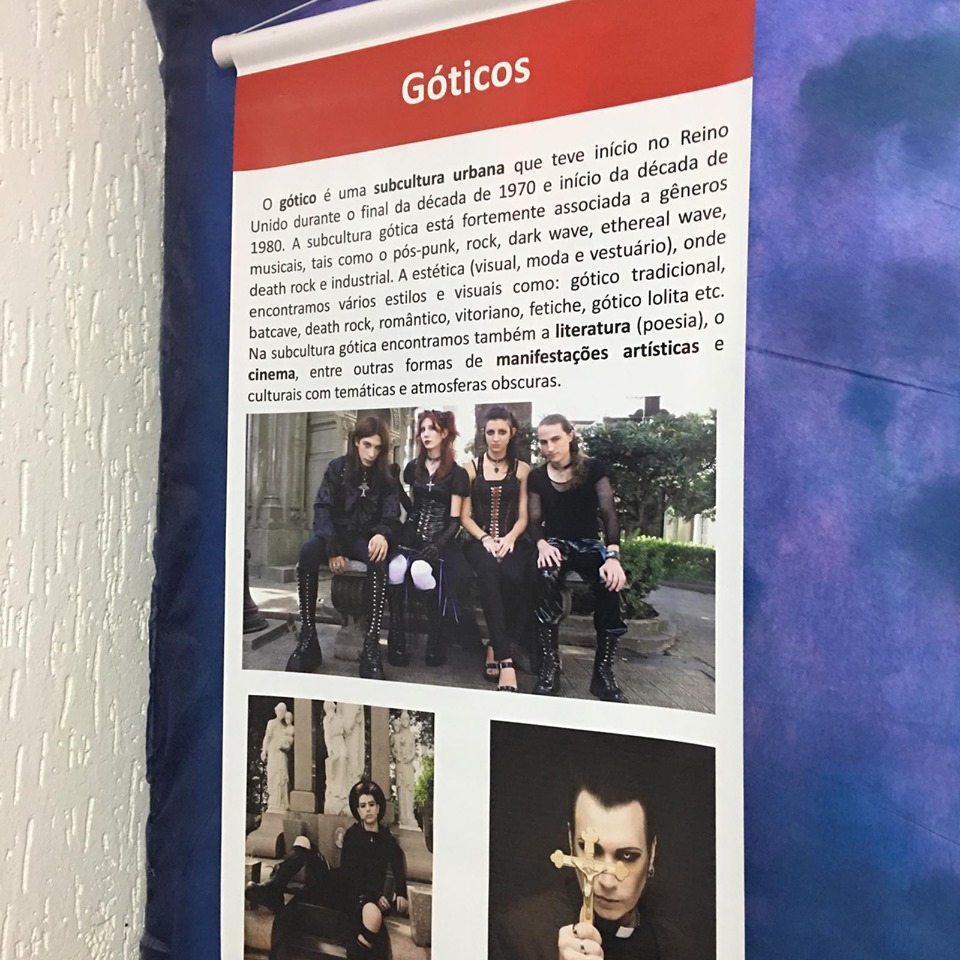 Góticos
O gótico é uma subcultura urbana que teve início no Reino
Unido durante o final da década de 1970 e início da década de
1980. A subcultura gótica está fortemente associada a gêneros
musicais, tais como o pós-punk, rock, dark wave, ethereal wave,
death rock e industrial. A estética (visual, moda e vestuário), onde
encontramos vários estilos e visuais como: gótico tradicional,
batcave, death rock, romântico, vitoriano, fetiche, gótico lolita etc.
Na subcultura gótica encontramos também a literatura (poesia), o
cinema, entre outras formas de manifestações artísticas e
culturais com temáticas e atmosferas obscuras.